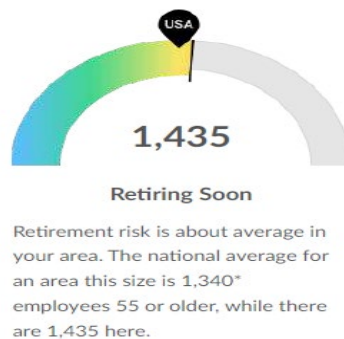 USA
1,435
Retiring Soon
Retirement risk is about average in
your area. The national average for
an area this size is 1,340*
employees 55 or older, while there
are 1,435 here.